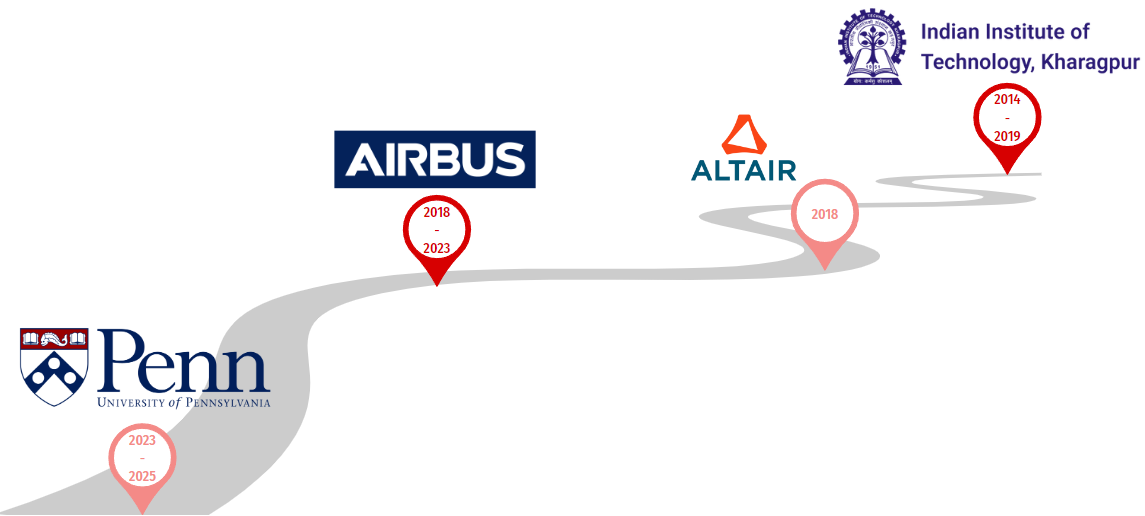 Indian Institute of
Technology, Kharagpur
2014
-
2019
ALTAIR
2018
AIRBUS
2018
-
2023
Penn
UNIVERSITY of PENNSYLVANIA
2023
-
2025